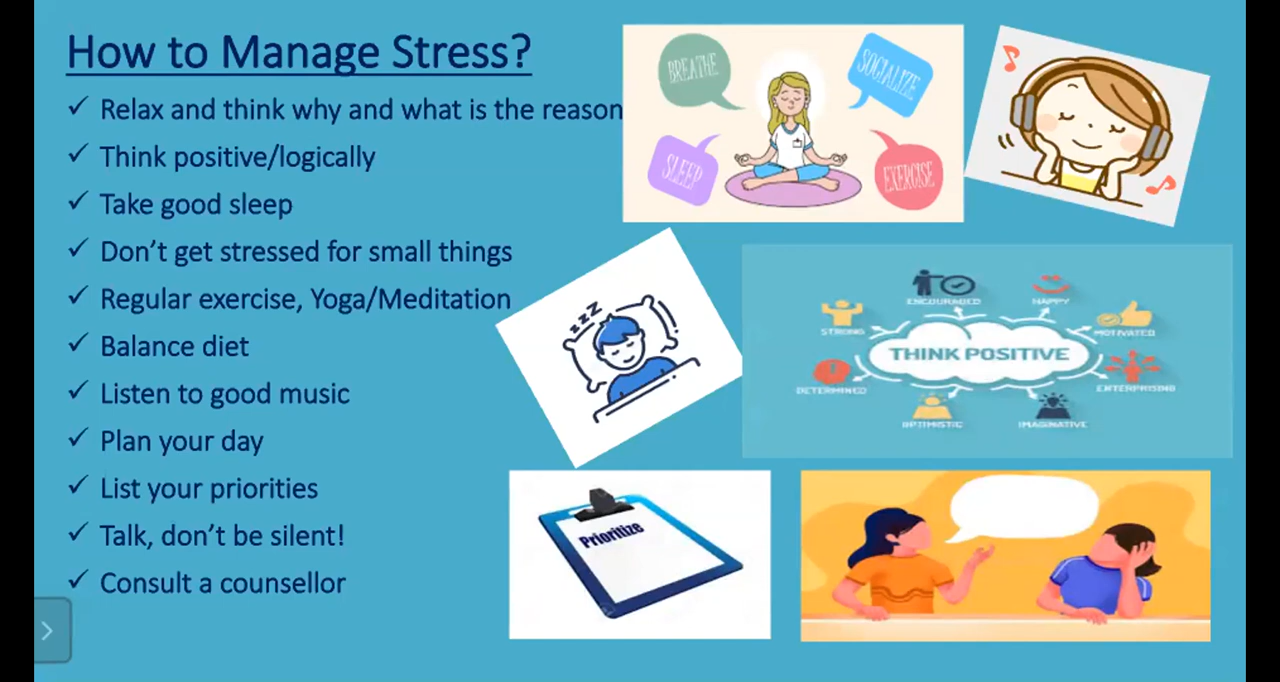 How to Manage Stress?
✓ Relax and think why and what is the reason
✓ Think positive/logically
✓ Take good sleep
✓ Don't get stressed for small things
✓ Regular exercise, Yoga/Meditation
✓ Balance diet
✓ Listen to good music
✓ Plan your day
✓ List your priorities
✓ Talk, don't be silent!
✓ Consult a counsellor
BREATHE
SOCIALIZE
SLEEP
EXERCISE
zzz
ENCOURAGED
HAPPY
STRONG
MOTIVATED
THINK POSITIVE
DETERMINED
ENTERPRISING
OPTIMISTIC
IMAGINATIVE
Prioritize